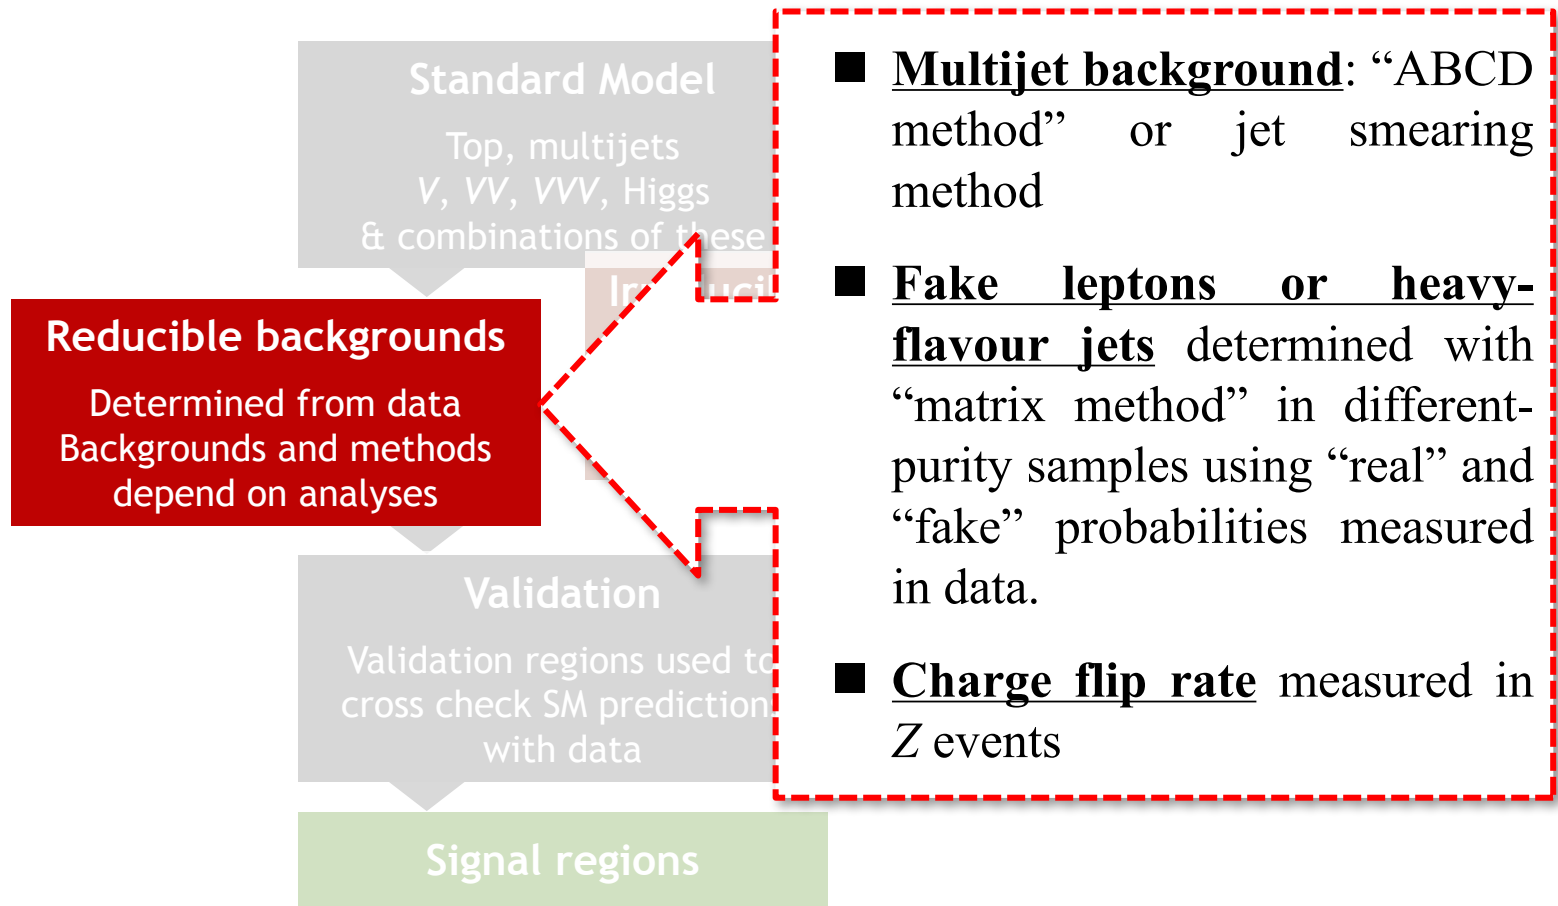 Standard Model
Top, multijets
V, VV, VVV, Higgs
& combinations of these
Reducible backgrounds
Determined from data
Backgrounds and methods
depend on analyses
Validation
Validation regions used to
cross check SM prediction
with data
Signal regions
■ Multijet background: “ABCD
method” or jet smearing
method
■ Fake leptons or heavy-
flavour jets determined with
“matrix method” in different-
purity samples using “real” and
“fake” probabilities measured
in data.
■ Charge flip rate measured in
Z events